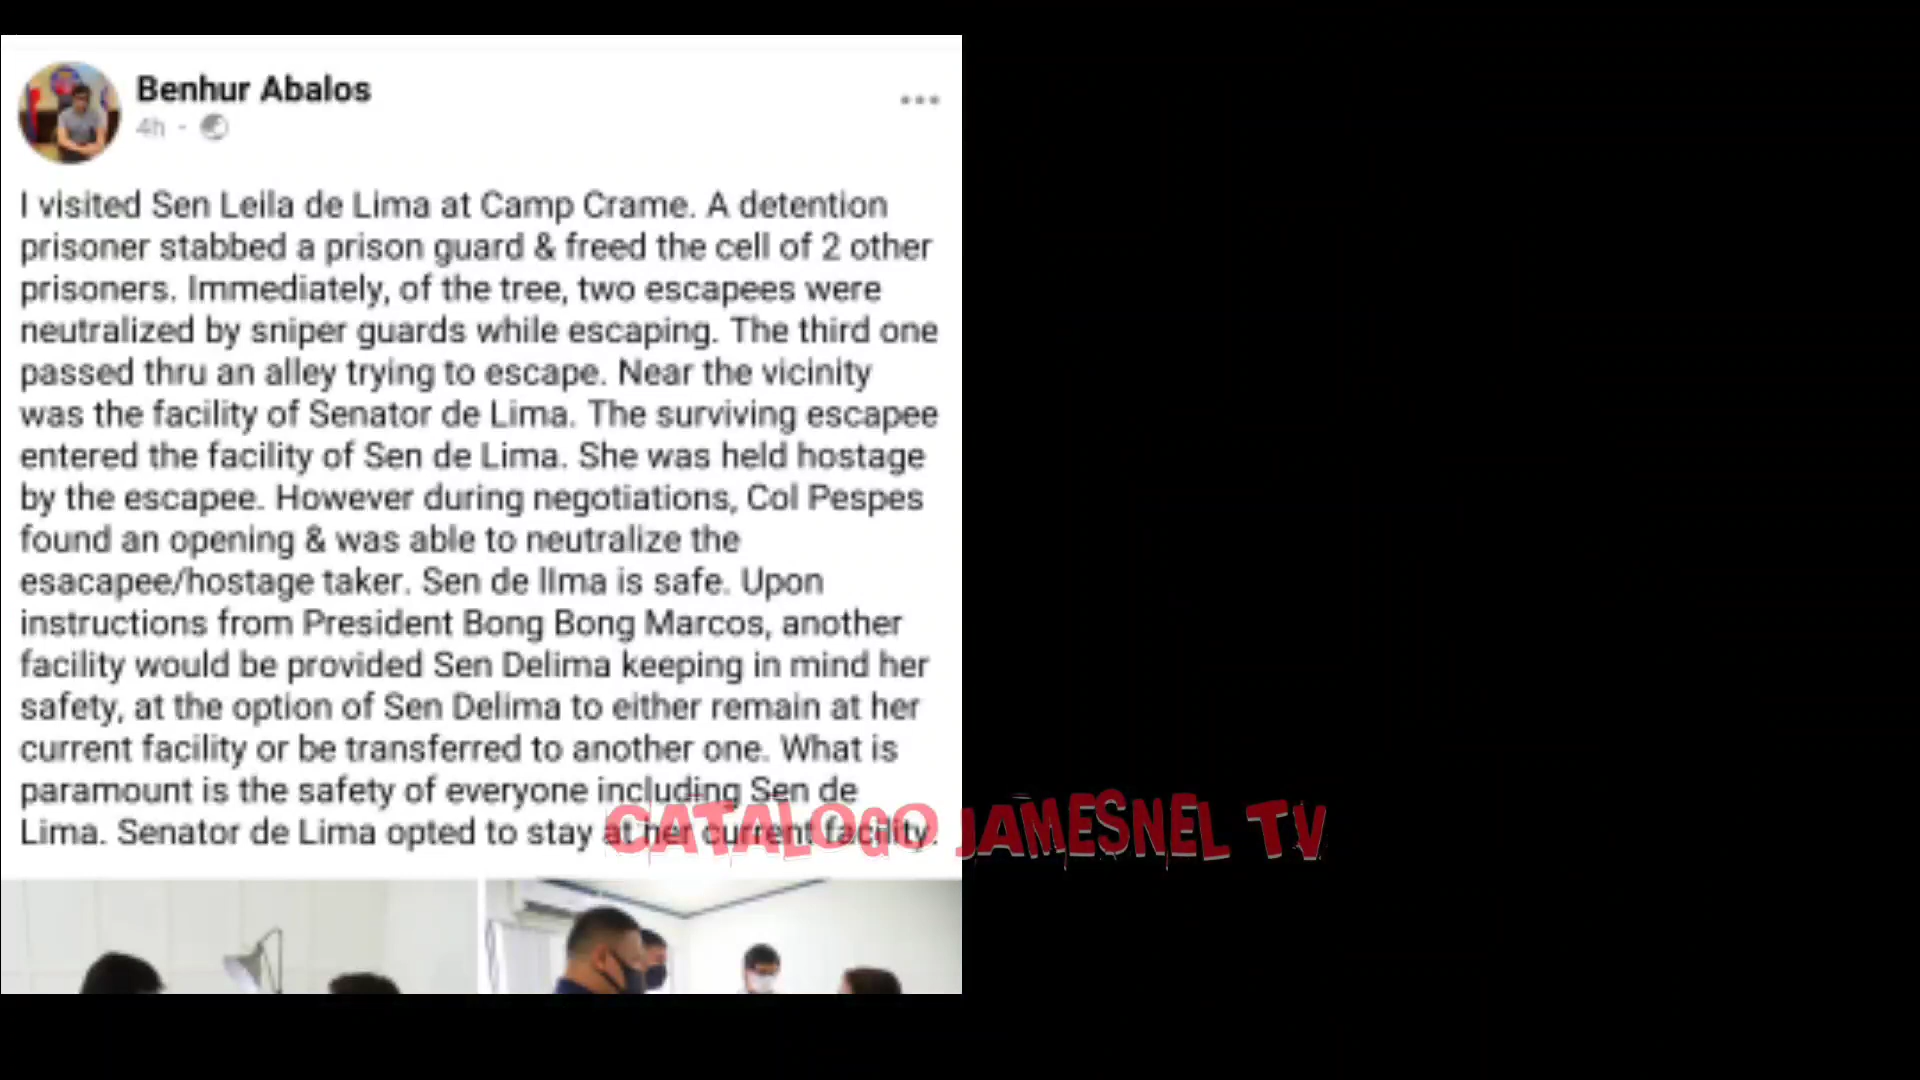 Benhur Abalos
4h ·
I visited Sen Leila de Lima at Camp Crame. A detention
prisoner stabbed a prison guard & freed the cell of 2 other
prisoners. Immediately, of the tree, two escapees were
neutralized by sniper guards while escaping. The third one
passed thru an alley trying to escape. Near the vicinity
was the facility of Senator de Lima. The surviving escapee
entered the facility of Sen de Lima. She was held hostage
by the escapee. However during negotiations, Col Pespes
found an opening & was able to neutralize the
esacapee/hostage taker. Sen de lIma is safe. Upon
instructions from President Bong Bong Marcos, another
facility would be provided Sen Delima keeping in mind her
safety, at the option of Sen Delima to either remain at her
current facility or be transferred to another one. What is
paramount is the safety of everyone including Sen de
Lima. Senator de Lima opted to stay at her current facility.
CATALOGO JAMESNEL TV